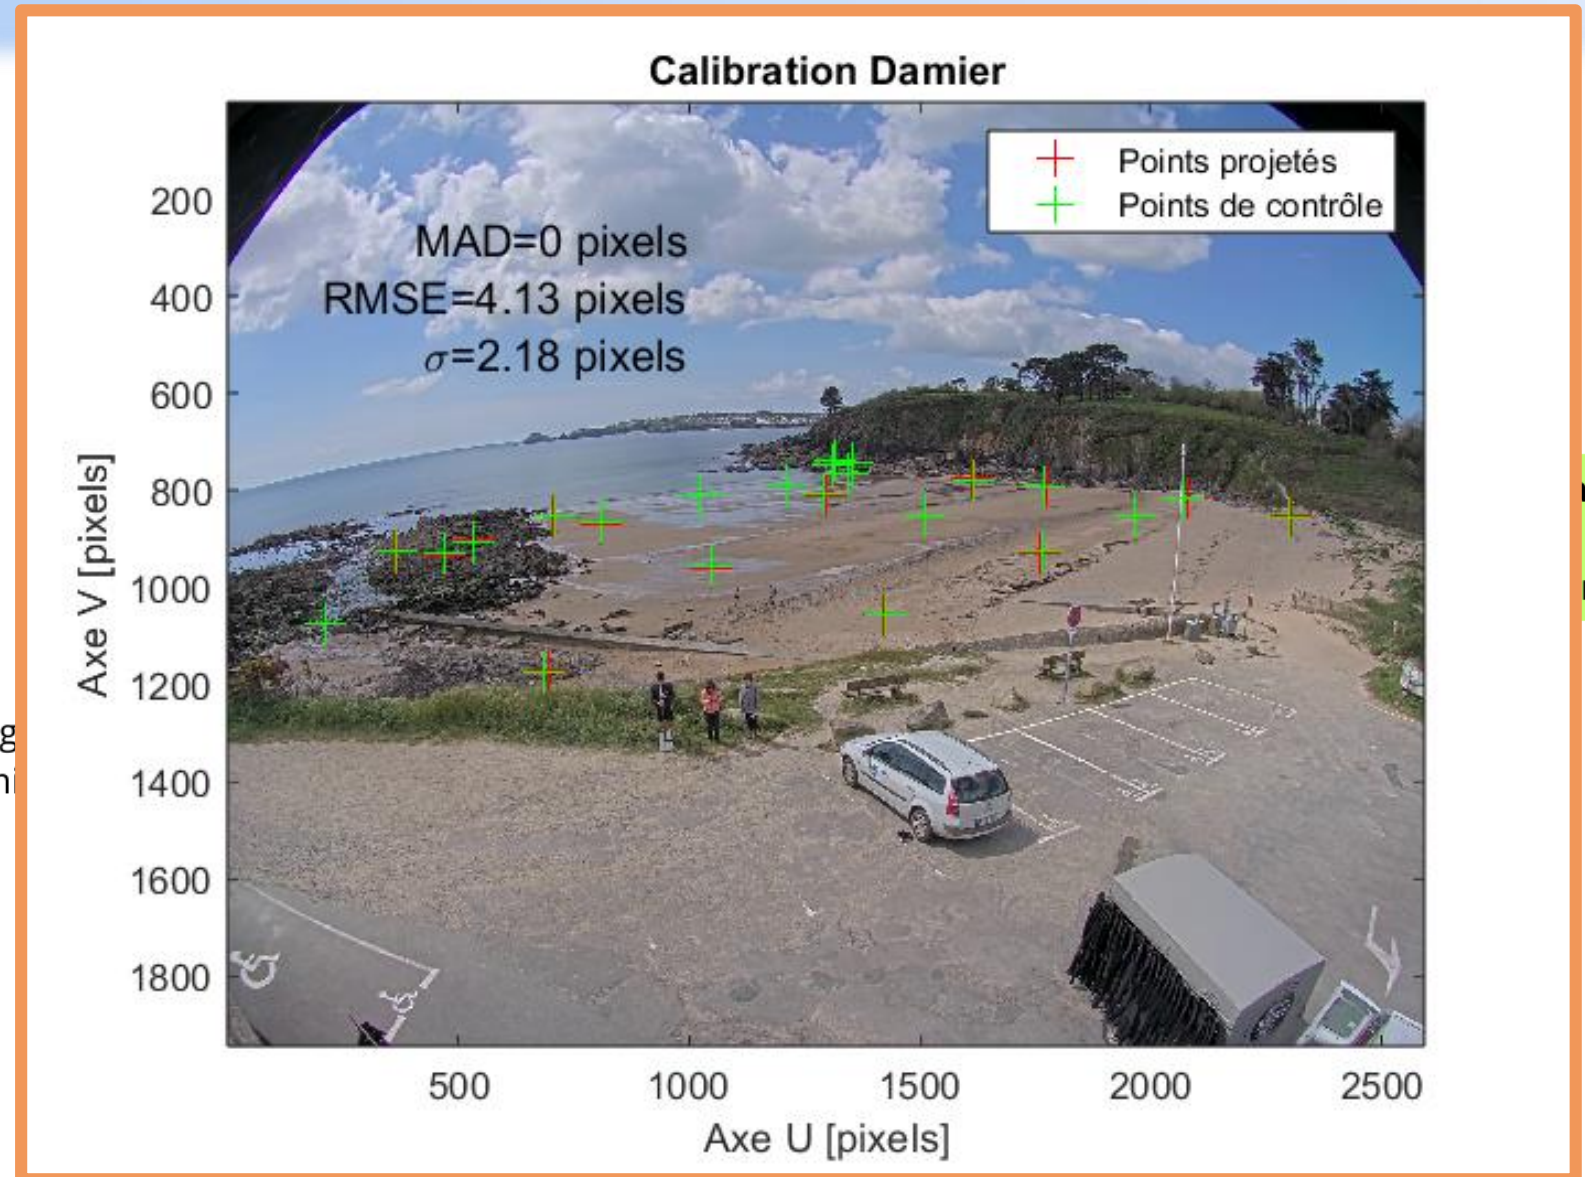 Calibration Damier
Points projetés
Points de contrôle
MAD=0 pixels
RMSE=4.13 pixels
σ=2.18 pixels
Axe V [pixels]
200
400
600
800
1000
1200
1400
1600
1800
500
1000
1500
2000
2500
Axe U [pixels]